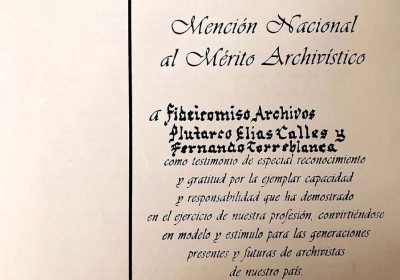 Mención Nacional
al Mérito Archivístico
a Fideicomiso Archivos
Plutarco Elías Calles y
Fernando Torreblanca
como testimonio de especial reconocimiento
y gratitud por la ejemplar capacidad
y responsabilidad que ha demostrado
en el ejercicio de nuestra profesión, convirtiéndose
en modelo y estímulo para las generaciones
presentes y futuras de archivistas
de nuestro país.